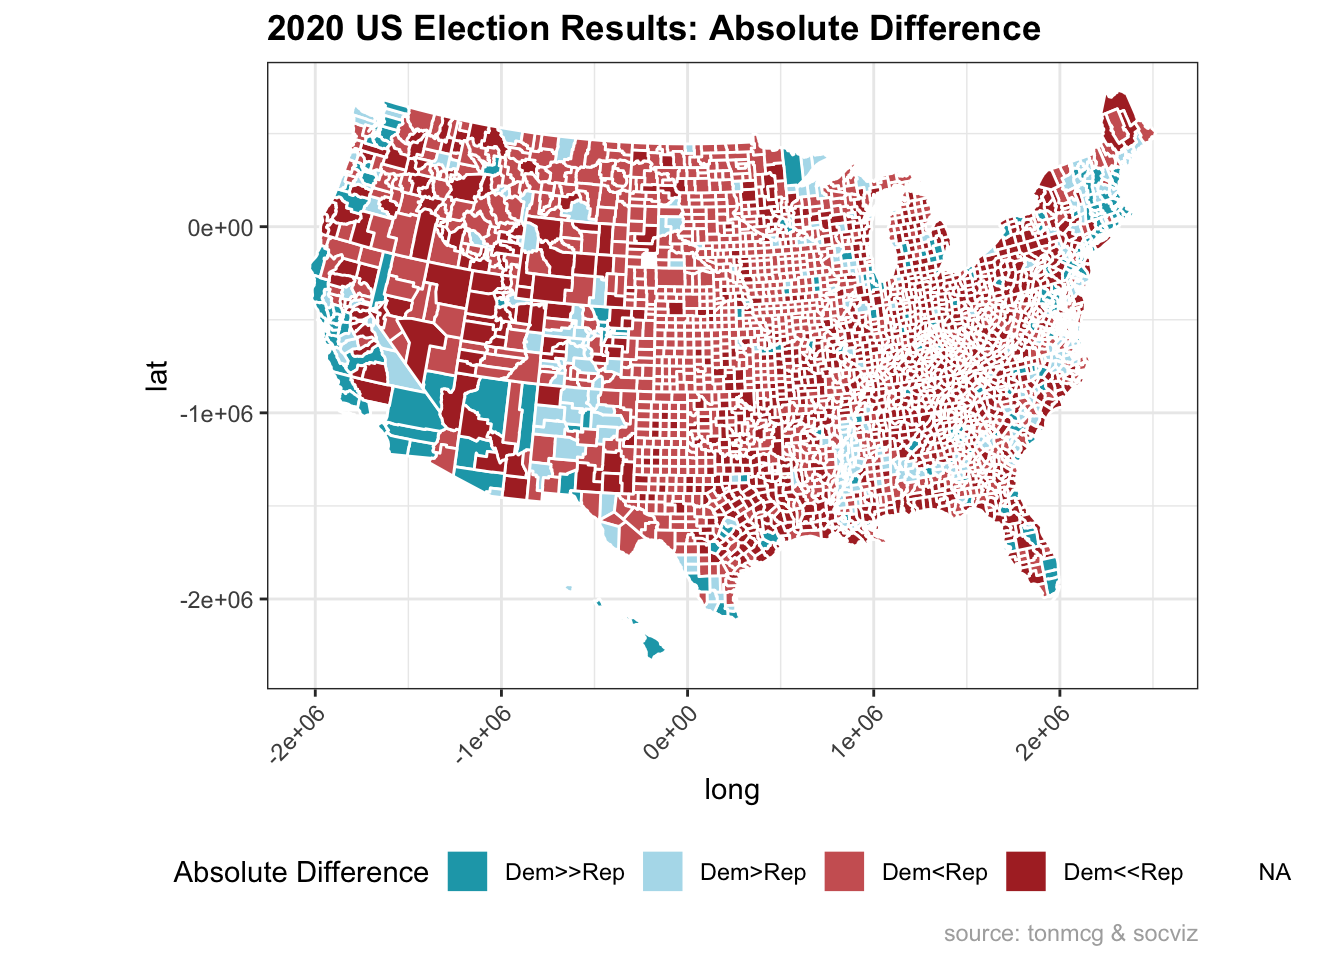 2020 US Election Results: Absolute Difference
lat
0e+00
-1e+06
-2e+06
-2e+06
-1e+06
0e+00
1e+06
2e+06
long
Absolute Difference
Dem>>Rep
Dem>Rep
Dem<Rep
Dem<<Rep
NA
source: tonmcg & socviz